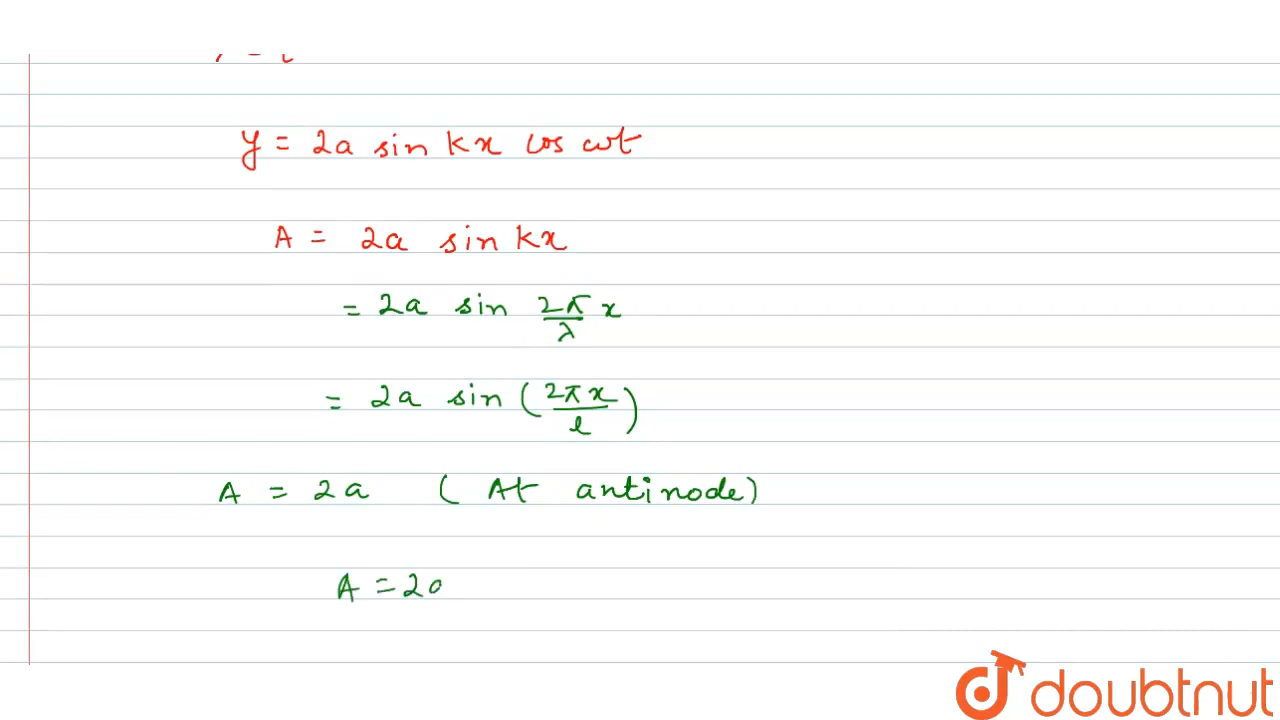 y = 2a sin kx cos ωt
A = 2a sin kx
= 2a sin 2π/λ x
= 2a sin (2πx/l)
A = 2a ( At antinode)
A = 2a
doubtnut